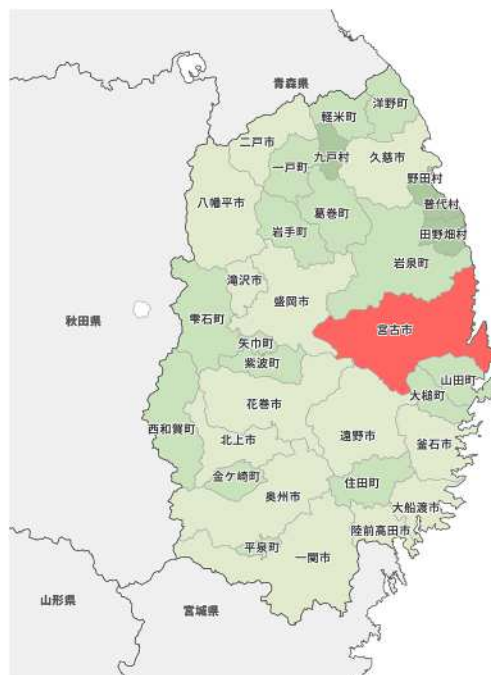 青森県
洋野町
軽米町
二戸市
九戸村
久慈市
一戸町
野田村
八幡平市
葛巻町
普代村
岩手町
田野畑村
岩泉町
滝沢市
盛岡市
秋田県
雫石町
宮古市
矢巾町
紫波町
山田町
大槌町
花巻市
西和賀町
北上市
遠野市
釜石市
金ケ崎町
住田町
奥州市
大船渡市
陸前高田市
平泉町
一関市
山形県
宮城県